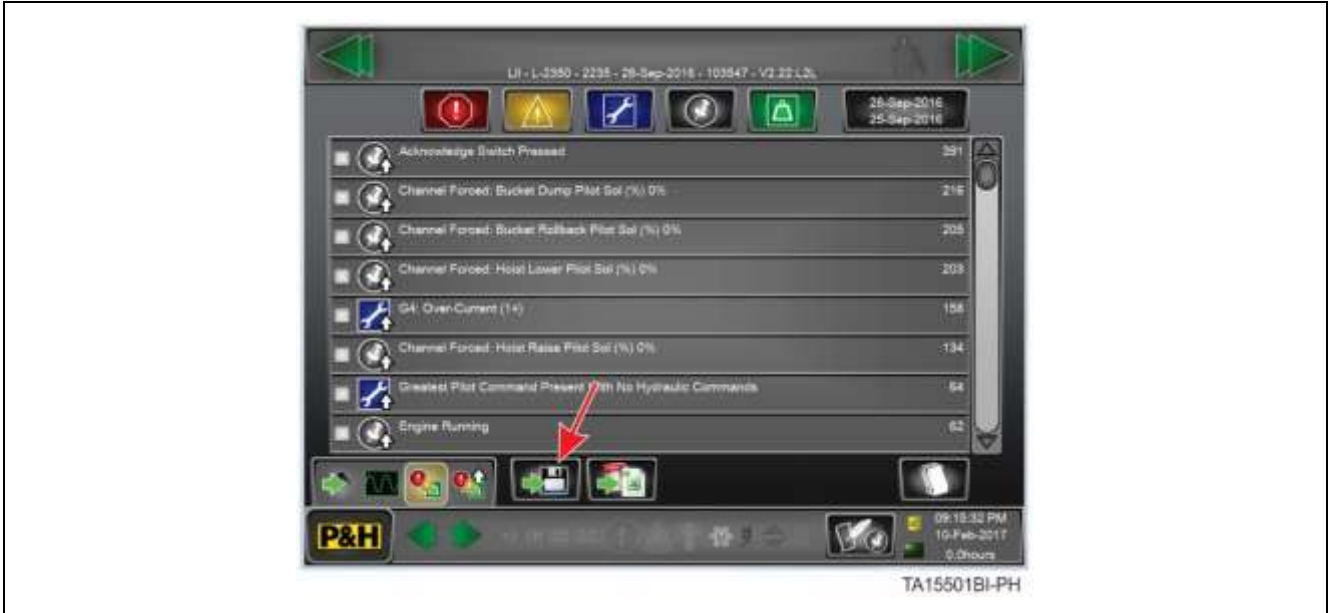 LII - L-2350 - 2235 - 26-Sep-2016 - 103547 - V2.22:L2L
26-Sep-2016
25-Sep-2016
Acknowledge Switch Pressed 391
Channel Forced: Bucket Dump Pilot Sol (%) 0% 216
Channel Forced: Bucket Rollback Pilot Sol (%) 0% 205
Channel Forced: Hoist Lower Pilot Sol (%) 0% 203
G4: Over-Current (1+) 158
Channel Forced: Hoist Raise Pilot Sol (%) 0% 134
Greatest Pilot Command Present With No Hydraulic Commands 64
Engine Running 62
P&H
09:15:32 PM
10-Feb-2017
0.0hours
TA15501BI-PH